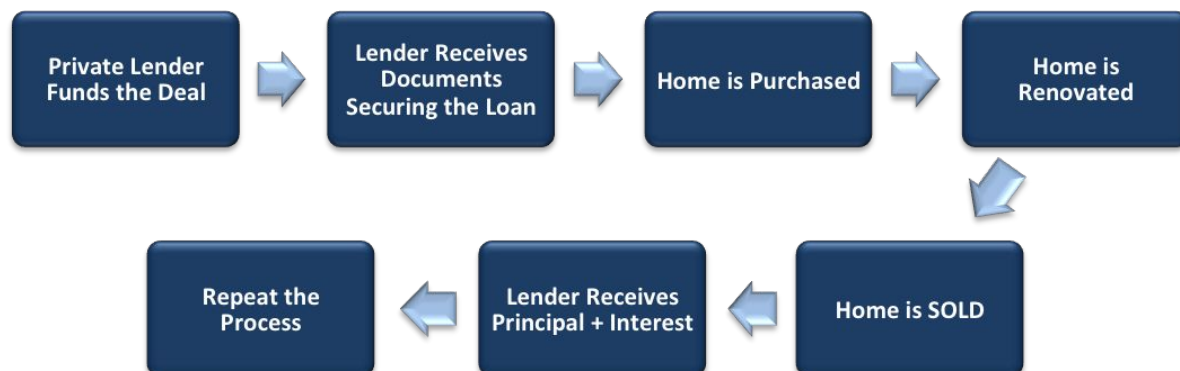 Private Lender
Funds the Deal
Lender Receives
Documents
Securing the Loan
Home is Purchased
Home is
Renovated
Home is SOLD
Lender Receives
Principal + Interest
Repeat the
Process